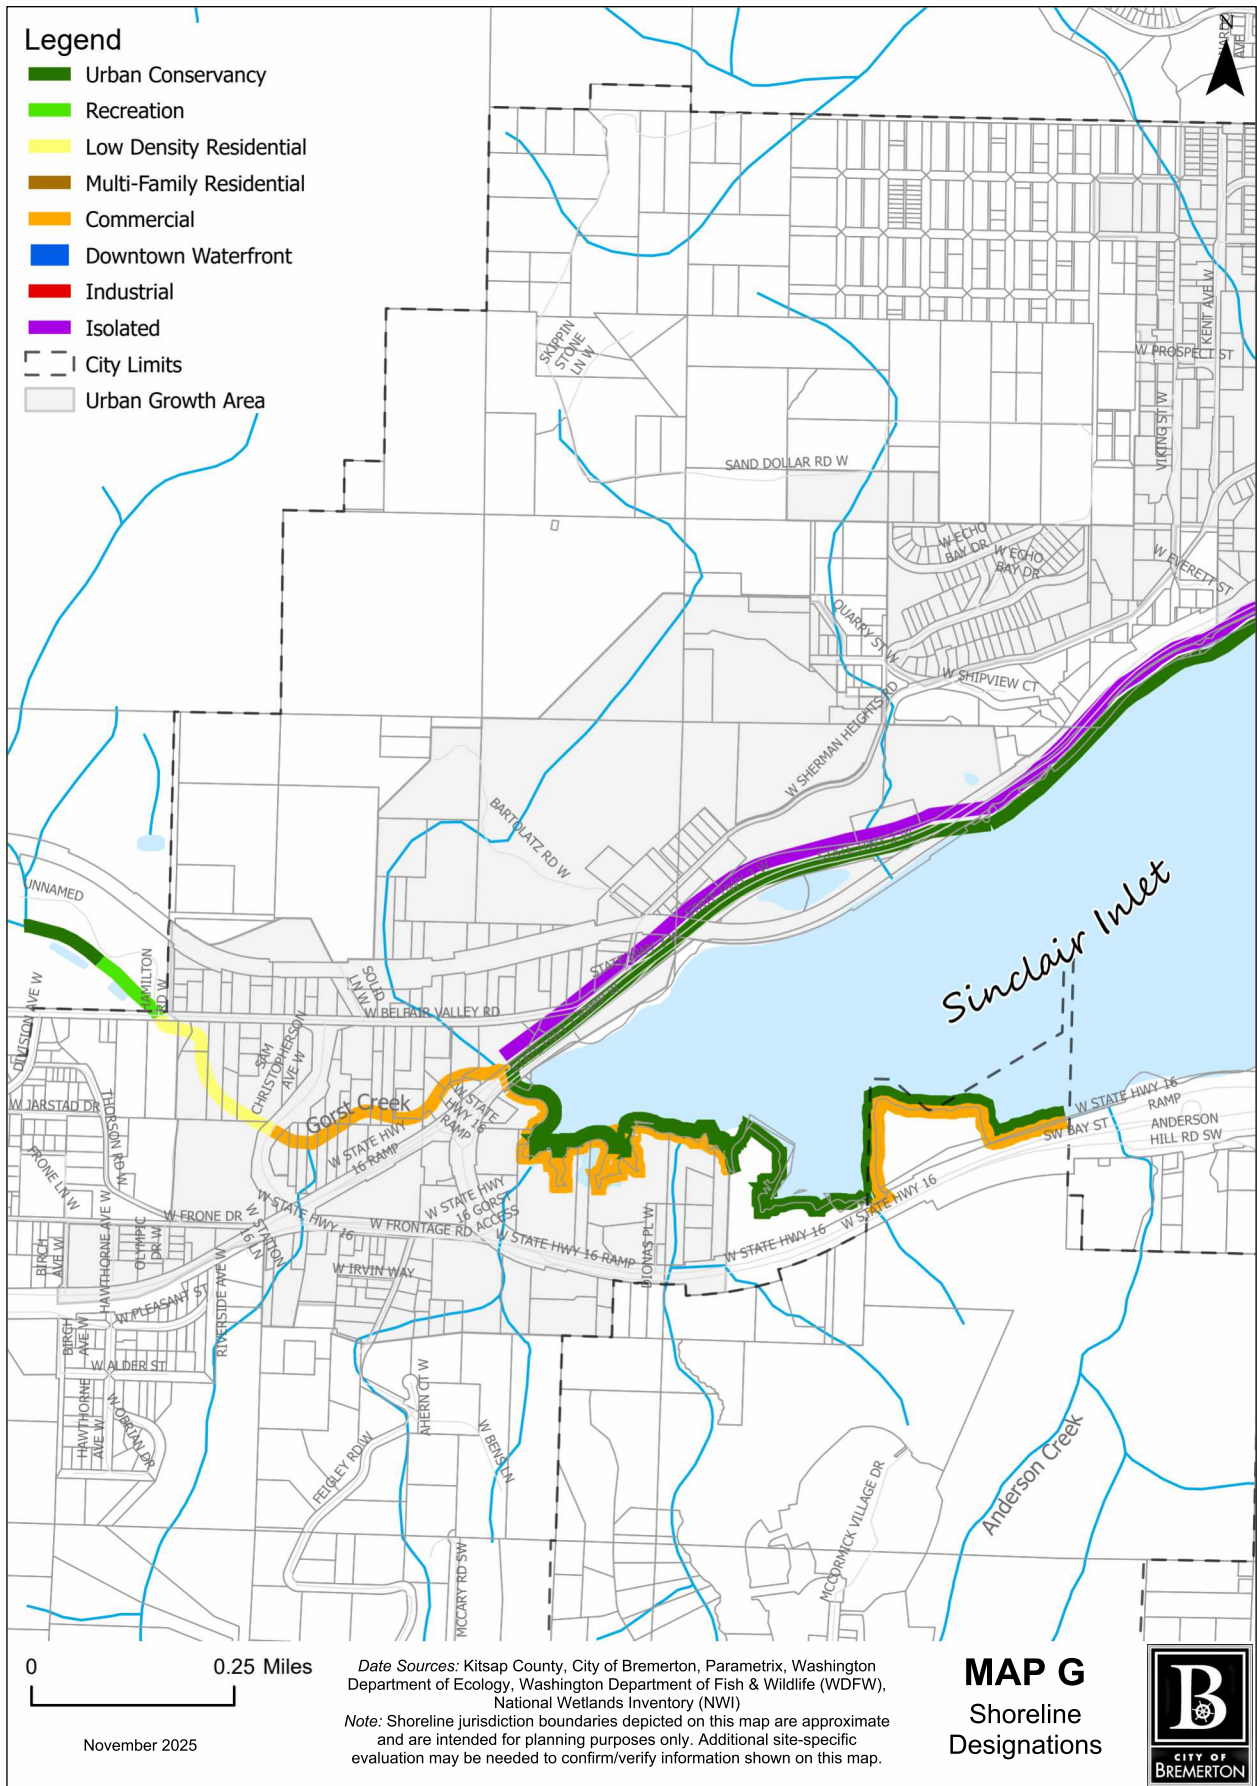 Legend
Urban Conservancy
Recreation
Low Density Residential
Multi-Family Residential
Commercial
Downtown Waterfront
Industrial
Isolated
City Limits
Urban Growth Area
N
AVE
KENT AVE W
W PROSPECT ST
VIKING ST W
SKIPPIN
STONE
LN W
SAND DOLLAR RD W
W ECHO
BAY DR
W ECHO
BAY DR
W EVERETT ST
QUARRY ST W
W SHIPVIEW CT
W SHERMAN HEIGHTS RD
BARTOLATZ RD W
UNNAMED
HAMILTON
RD W
SOLID
LN W
W BELFAIR VALLEY RD
DIVISION AVE W
SAM
CHRISTOPHERSON
AVE W
Sinclair Inlet
W JARSTAD DR
THORSON RD W
Gorst Creek
W STATE
HWY 16
RAMP
W STATE HWY
16 RAMP
W STATE HWY 16
RAMP
ANDERSON
HILL RD SW
SW BAY ST
FRONE LN W
W FRONE DR
W STATE HWY 16
W STATION
16 LN
W STATE HWY
16 GORST
ACCESS
W FRONTAGE RD
W STATE HWY 16 RAMP
DIONAS PL W
W STATE HWY 16
W STATE HWY 16
BIRCH
AVE W
HAWTHORNE AVE W
OLYMPIC
DR W
W IRVIN WAY
W PLEASANT ST
RIVERSIDE AVE W
BIRCH
AVE W
W ALDER ST
HAWTHORNE
AVE W
W OBRIAN DR
AHERN CT W
FEIGLEY RD W
W BENS LN
MCCARY RD SW
MCCORMICK VILLAGE DR
Anderson Creek
0 0.25 Miles
November 2025
Date Sources: Kitsap County, City of Bremerton, Parametrix, Washington
Department of Ecology, Washington Department of Fish & Wildlife (WDFW),
National Wetlands Inventory (NWI)
Note: Shoreline jurisdiction boundaries depicted on this map are approximate
and are intended for planning purposes only. Additional site-specific
evaluation may be needed to confirm/verify information shown on this map.
MAP G
Shoreline
Designations
B
CITY OF
BREMERTON